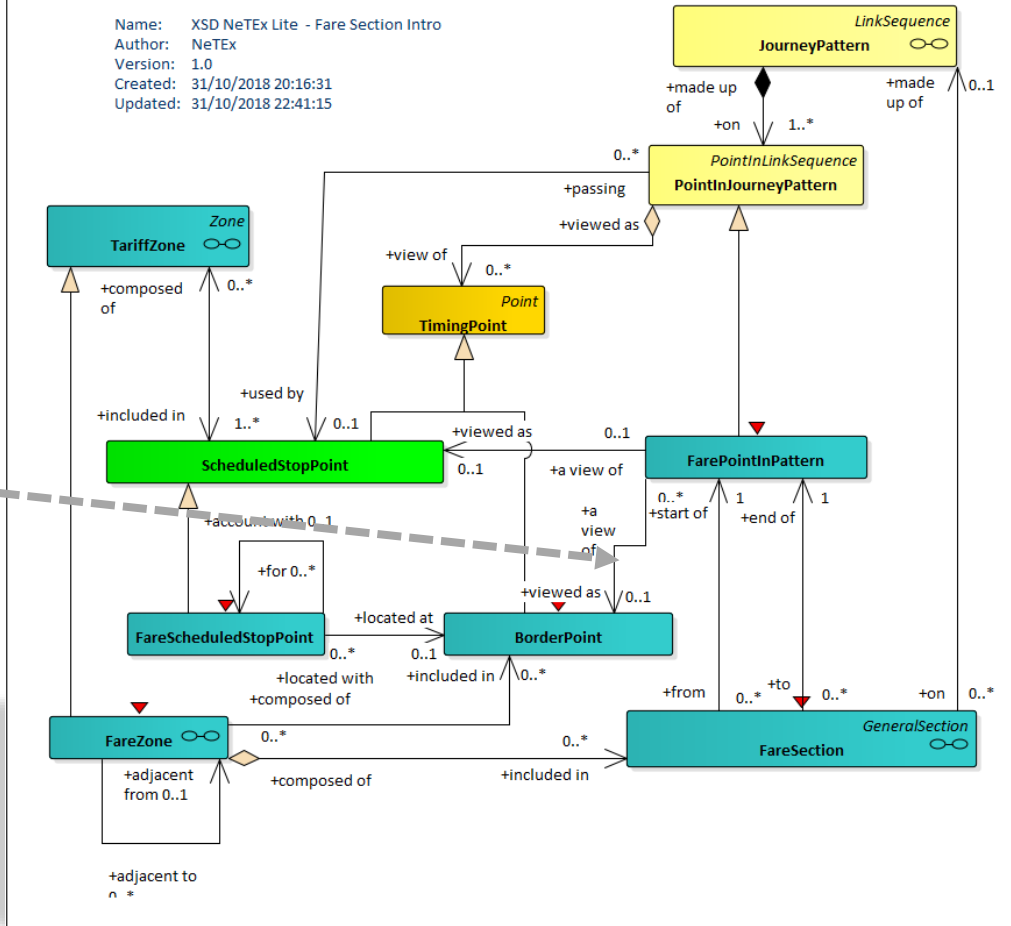 Name: XSD NeTEx Lite - Fare Section Intro
Author: NeTEx
Version: 1.0
Created: 31/10/2018 20:16:31
Updated: 31/10/2018 22:41:15
LinkSequence
JourneyPattern
+made up
of
+on
1..*
+made
up of
0..1
0..*
PointInLinkSequence
PointInJourneyPattern
+passing
+viewed as
Zone
TariffZone
+view of
0..*
+composed
of
0..*
Point
TimingPoint
+used by
+included in
1..*
0..1
+viewed as
0..1
ScheduledStopPoint
0..1
+a view of
FarePointInPattern
0..*
+start of
1
+end of
1
+a
view
of
+account with 0..1
+for 0..*
+viewed as
0..1
FareScheduledStopPoint
+located at
BorderPoint
0..*
0..1
+located with
+included in
0..*
+composed of
+from
0..*
+to
0..*
+on
0..*
FareZone
0..*
0..*
GeneralSection
FareSection
+adjacent
from 0..1
+composed of
+included in
+adjacent to
0..*